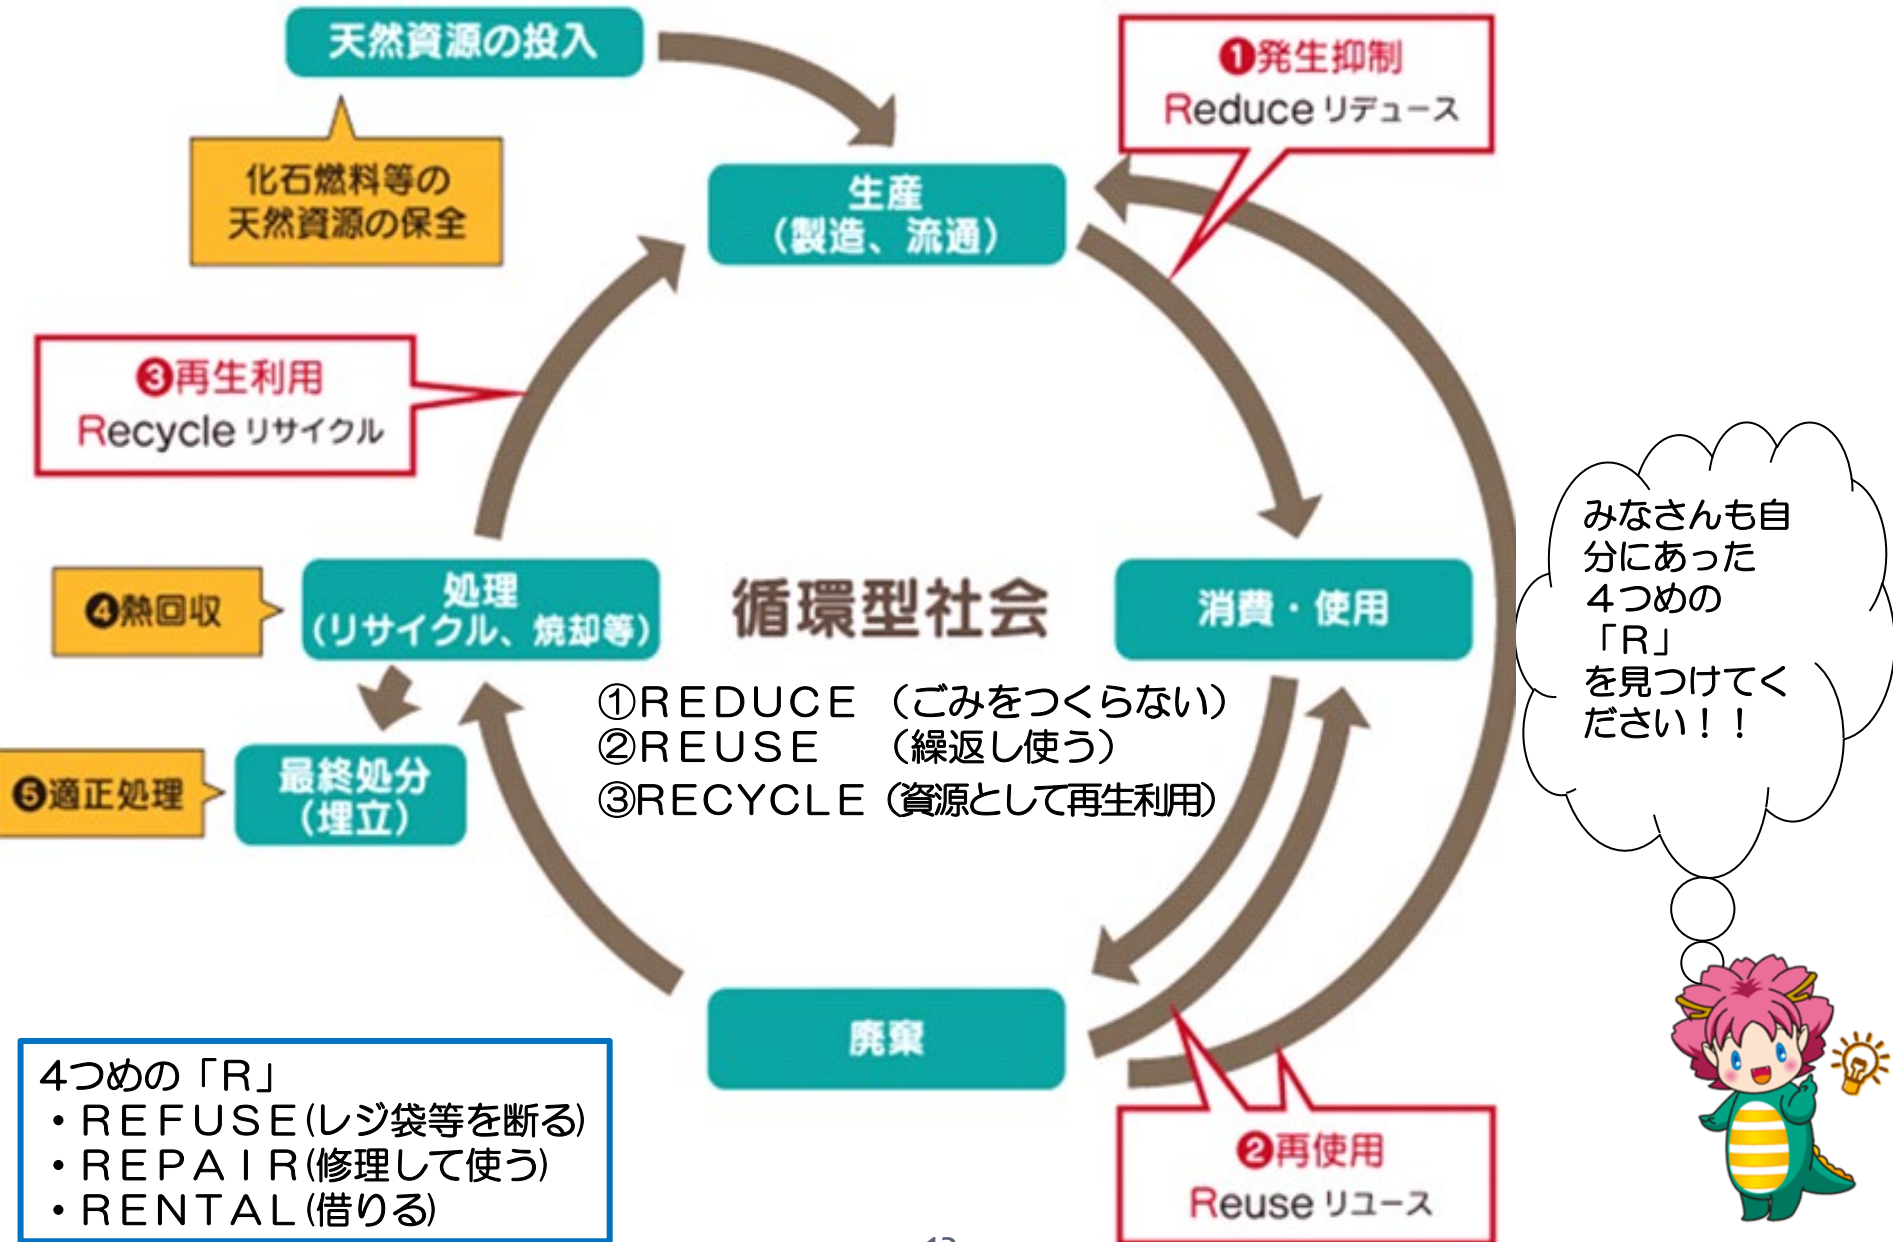 天然資源の投入
❶発生抑制
Reduce リデュース
化石燃料等の
天然資源の保全
生産
(製造、流通)
❸再生利用
Recycle リサイクル
みなさんも自
分にあった
４つめの
「R」
を見つけてく
ださい！！
❹熱回収
処理
(リサイクル、焼却等)
循環型社会
消費・使用
①ＲＥＤＵＣＥ （ごみをつくらない）
②ＲＥＵＳＥ （繰返し使う）
③ＲＥＣＹＣＬＥ（資源として再生利用）
❺適正処理
最終処分
(埋立)
廃棄
4つめの「R」
・ＲＥＦＵＳＥ(レジ袋等を断る)
・ＲＥＰＡＩＲ(修理して使う)
・ＲＥＮＴＡＬ(借りる)
❷再使用
Reuse リユース